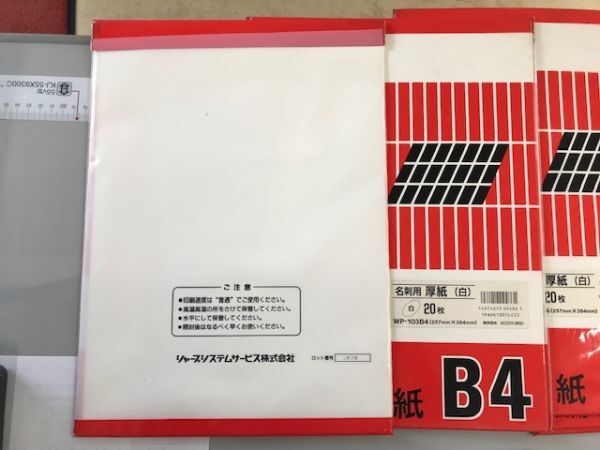 55V型
KJ-55X9300C
ご注意
●印刷速度は"普通"でご使用ください。
●高温高湿の所をさけて保管してください。
●水平にして保管してください。
●開封後はなるべく早くお使いください。
シャープシステムサービス株式会社
ロット番号
名刺用 厚紙（白）
白
20枚
WP-103B4(257mm×364mm)
紙 B4
厚紙（白）
20枚
(257mm×364mm)
紙